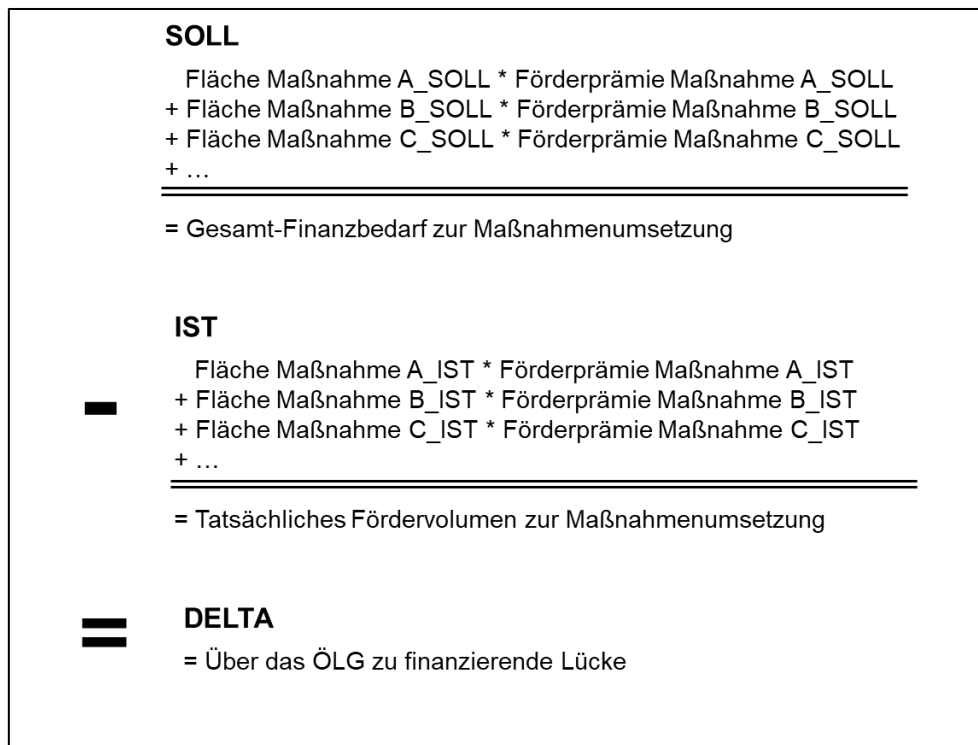 SOLL
Fläche Maßnahme A_SOLL * Förderprämie Maßnahme A_SOLL
+ Fläche Maßnahme B_SOLL * Förderprämie Maßnahme B_SOLL
+ Fläche Maßnahme C_SOLL * Förderprämie Maßnahme C_SOLL
+ …
= Gesamt-Finanzbedarf zur Maßnahmenumsetzung
IST
Fläche Maßnahme A_IST * Förderprämie Maßnahme A_IST
- + Fläche Maßnahme B_IST * Förderprämie Maßnahme B_IST
+ Fläche Maßnahme C_IST * Förderprämie Maßnahme C_IST
+ …
= Tatsächliches Fördervolumen zur Maßnahmenumsetzung
= DELTA
= Über das ÖLG zu finanzierende Lücke